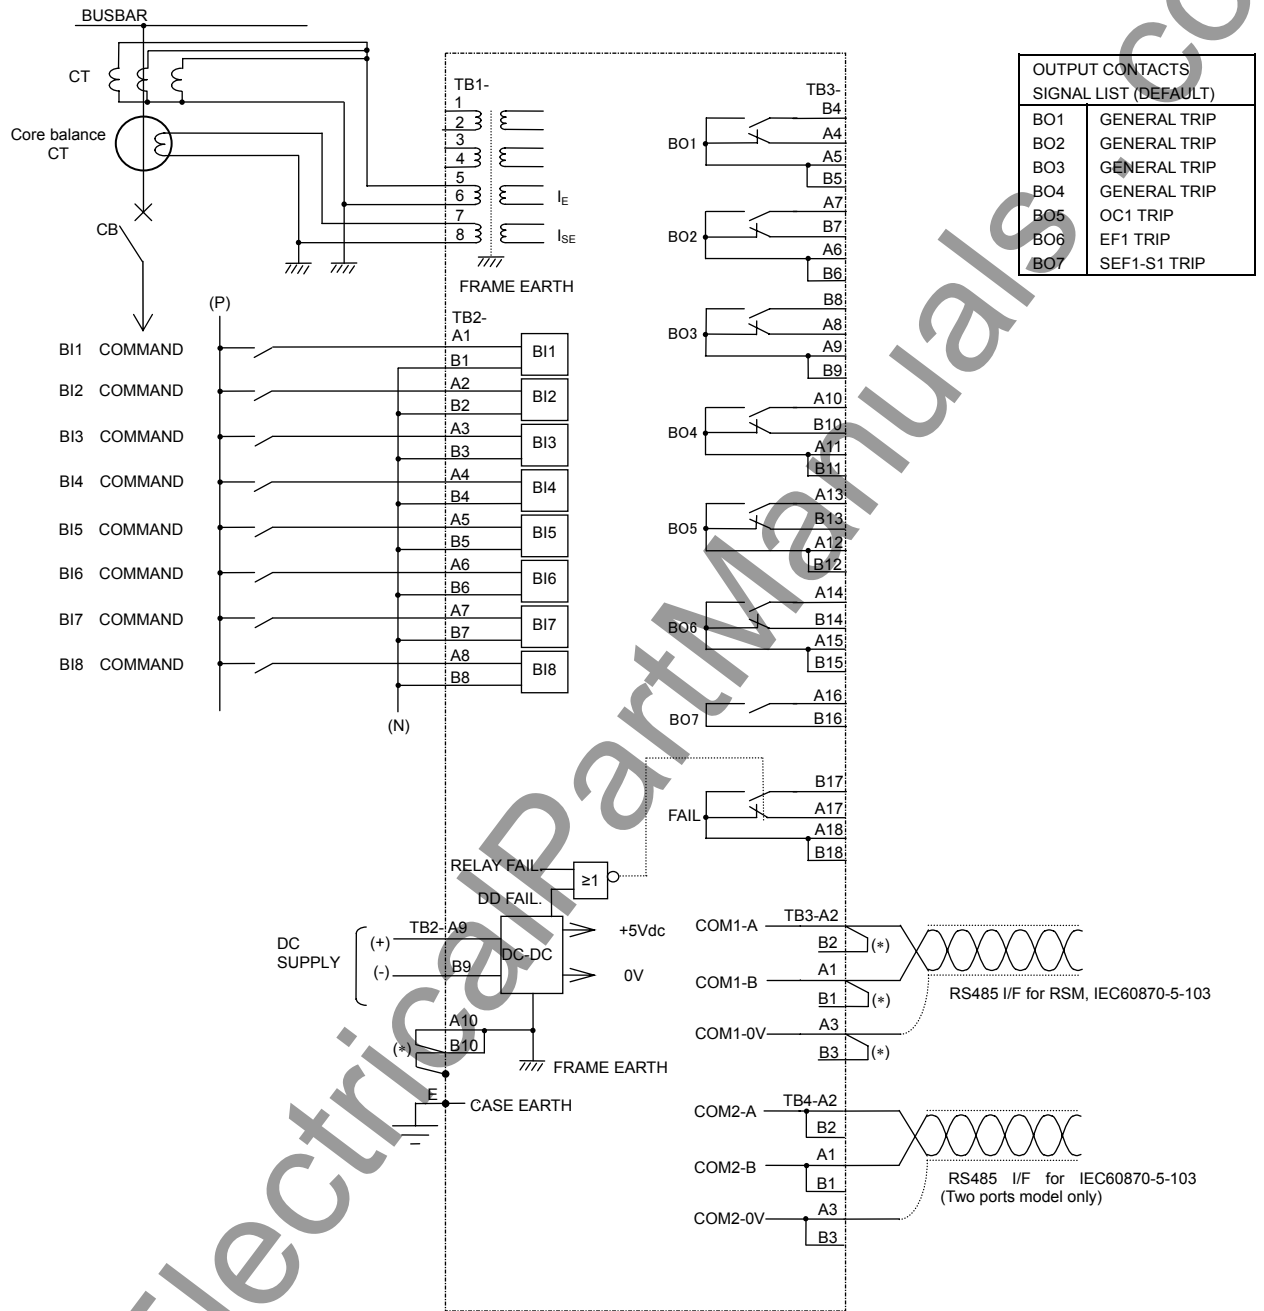 BUSBAR
CT
Core balance
CT
CB
(P)
TB1-
1
2
3
4
5
6
7
8
IE
ISE
FRAME EARTH
TB2-
BI1 COMMAND
A1
B1
BI1
BI2 COMMAND
A2
B2
BI2
BI3 COMMAND
A3
B3
BI3
BI4 COMMAND
A4
B4
BI4
BI5 COMMAND
A5
B5
BI5
BI6 COMMAND
A6
B6
BI6
BI7 COMMAND
A7
B7
BI7
BI8 COMMAND
A8
B8
BI8
(N)
TB3-
BO1
B4
A4
A5
B5
BO2
A7
B7
A6
B6
BO3
B8
A8
A9
B9
BO4
A10
B10
A11
B11
BO5
A13
B13
A12
B12
BO6
A14
B14
A15
B15
BO7
A16
B16
FAIL
B17
A17
A18
B18
OUTPUT CONTACTS
SIGNAL LIST (DEFAULT)
BO1 GENERAL TRIP
BO2 GENERAL TRIP
BO3 GENERAL TRIP
BO4 GENERAL TRIP
BO5 OC1 TRIP
BO6 EF1 TRIP
BO7 SEF1-S1 TRIP
RELAY FAIL.
≥1
DD FAIL.
DC
SUPPLY
(+)
(-)
TB2- A9
B9
DC-DC
+5Vdc
0V
A10
B10
(*)
FRAME EARTH
E
CASE EARTH
COM1-A
TB3-A2
B2
(*)
COM1-B
A1
B1
(*)
COM1-0V
A3
B3
(*)
RS485 I/F for RSM, IEC60870-5-103
COM2-A
TB4-A2
B2
COM2-B
A1
B1
COM2-0V
A3
B3
RS485 I/F for IEC60870-5-103
(Two ports model only)
ElectricalPartManuals . co